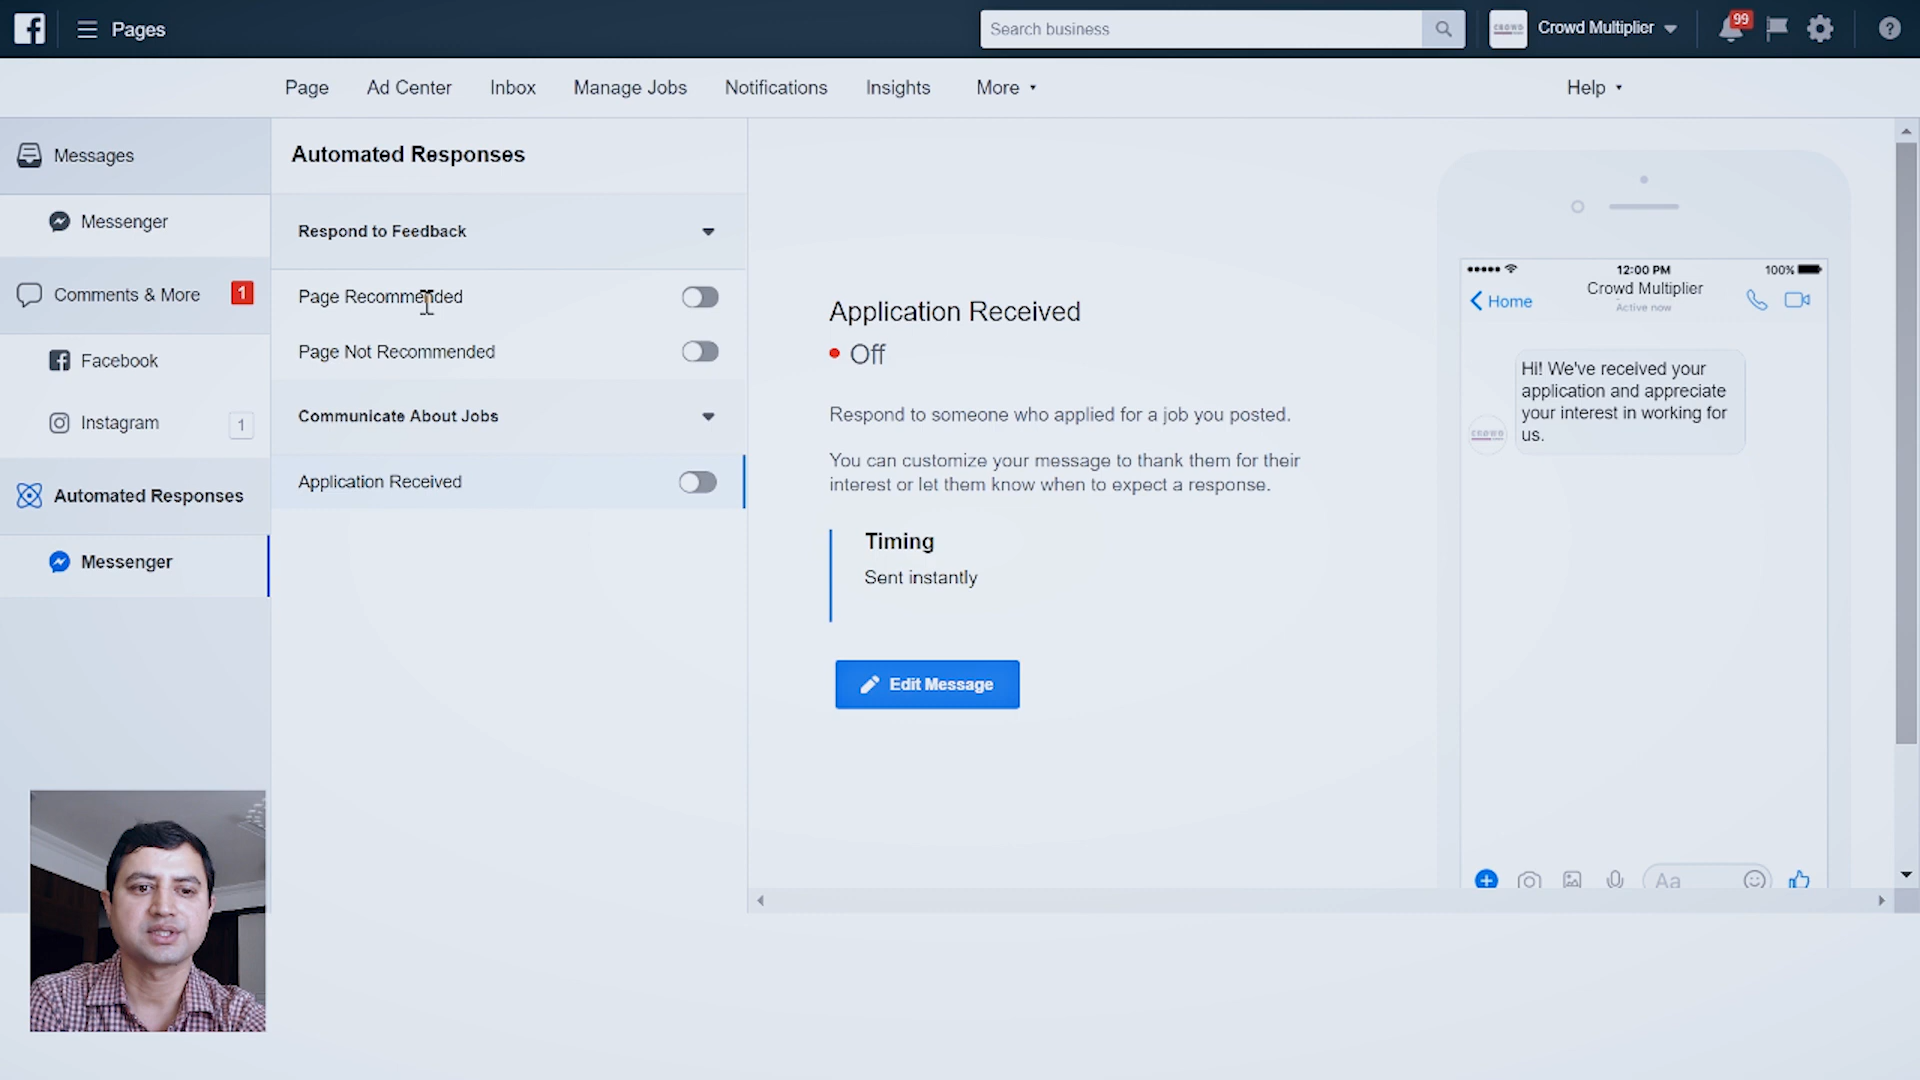 Pages
Search business
CROWD
Crowd Multiplier
99
Page
Ad Center
Inbox
Manage Jobs
Notifications
Insights
More
Help
Messages
Messenger
Comments & More
1
Facebook
Instagram
1
Automated Responses
Messenger
Automated Responses
Respond to Feedback
Page Recommended
Page Not Recommended
Communicate About Jobs
Application Received
Application Received
Off
Respond to someone who applied for a job you posted.
You can customize your message to thank them for their
interest or let them know when to expect a response.
Timing
Sent instantly
Edit Message
12:00 PM
100%
Home
Crowd Multiplier
Active now
Hi! We've received your
application and appreciate
your interest in working for
us.
CROWD
Aa